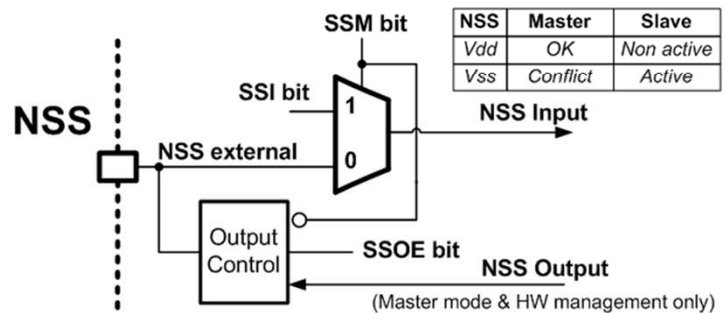 SSM bit
NSS Master Slave
Vdd OK Non active
Vss Conflict Active
SSI bit
1
NSS Input
NSS
NSS external
0
Output
Control
SSOE bit
NSS Output
(Master mode & HW management only)